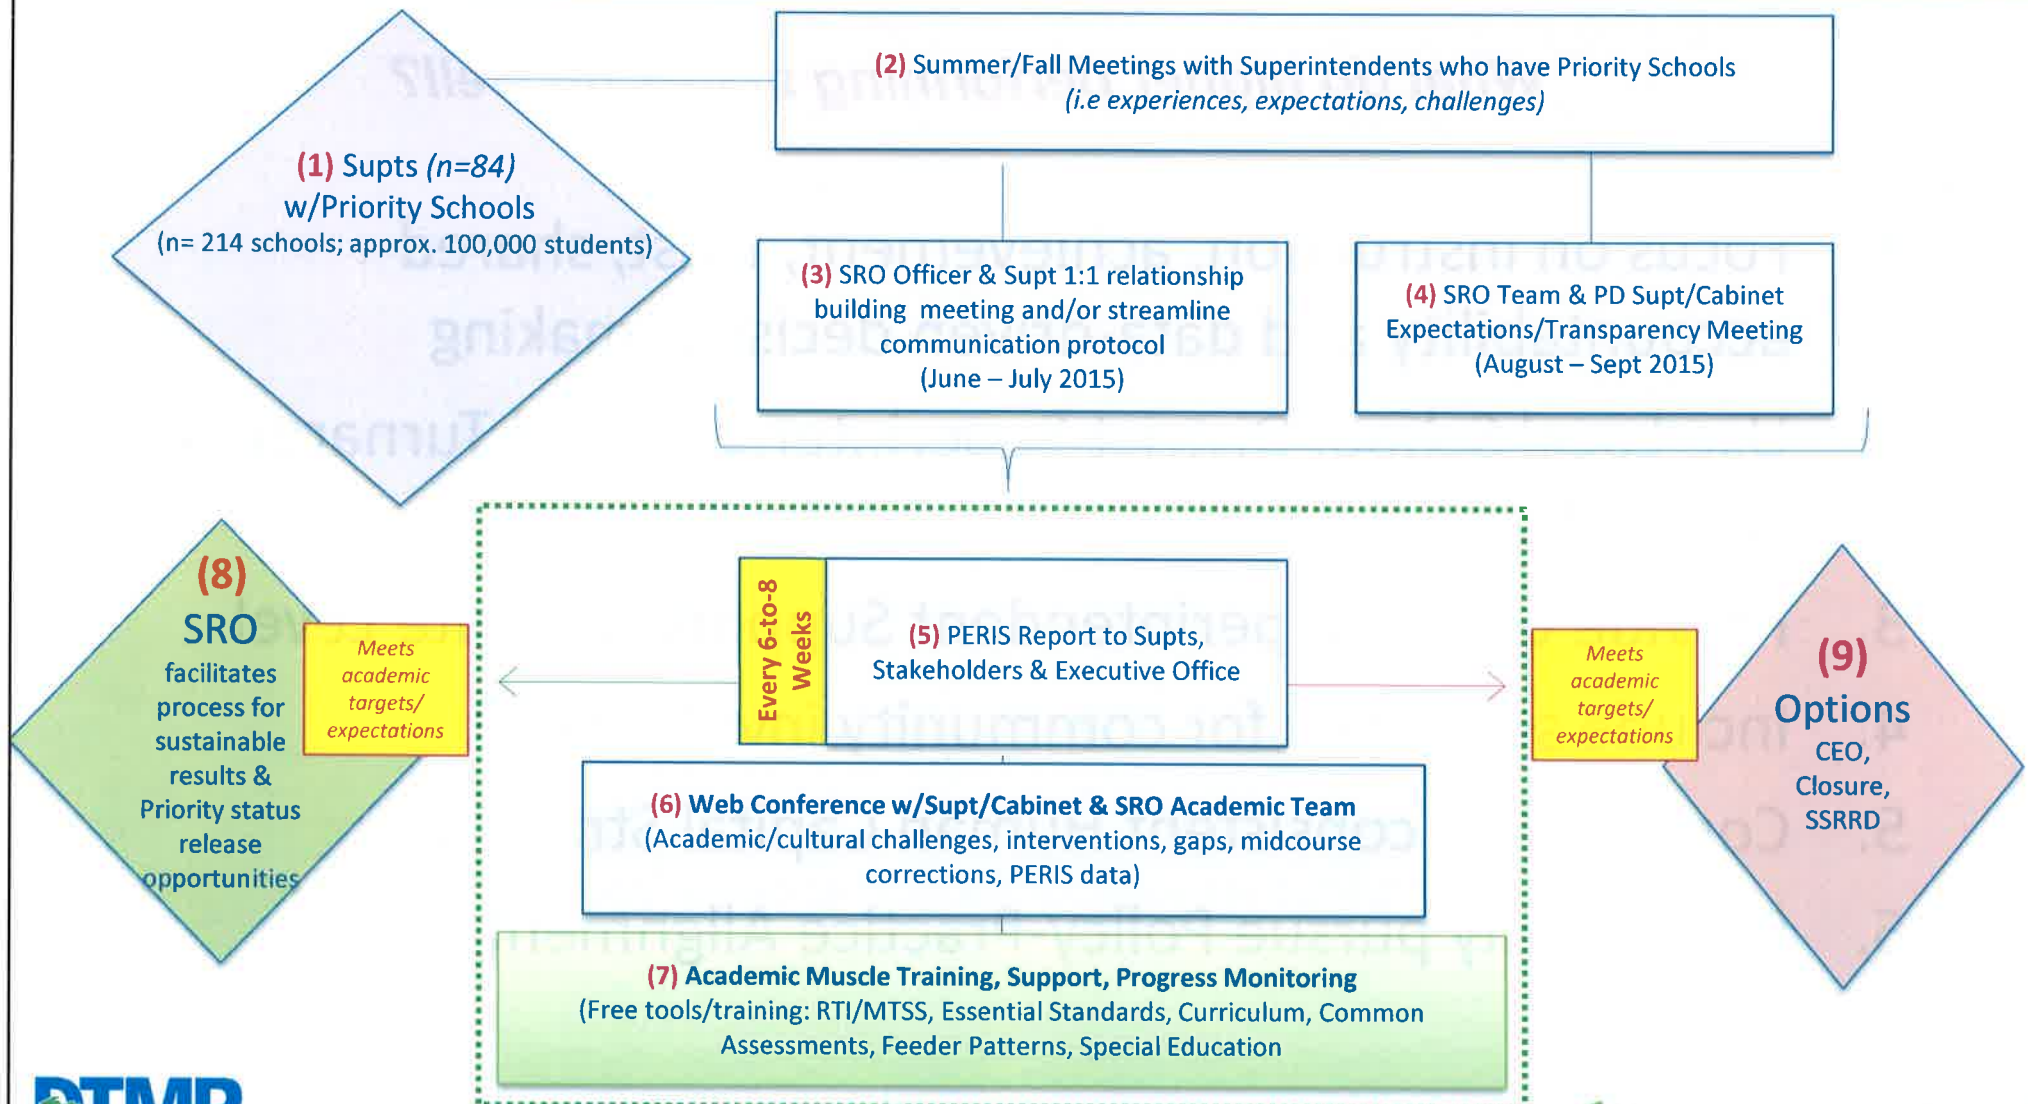 (1) Supts (n=84)
w/Priority Schools
(n= 214 schools; approx. 100,000 students)
(2) Summer/Fall Meetings with Superintendents who have Priority Schools
(i.e experiences, expectations, challenges)
(3) SRO Officer & Supt 1:1 relationship
building meeting and/or streamline
communication protocol
(June – July 2015)
(4) SRO Team & PD Supt/Cabinet
Expectations/Transparency Meeting
(August – Sept 2015)
(8)
SRO
facilitates
process for
sustainable
results &
Priority status
release
opportunities
Meets
academic
targets/
expectations
Every 6-to-8
Weeks
(5) PERIS Report to Supts,
Stakeholders & Executive Office
Meets
academic
targets/
expectations
(9)
Options
CEO,
Closure,
SSRRD
(6) Web Conference w/Supt/Cabinet & SRO Academic Team
(Academic/cultural challenges, interventions, gaps, midcourse
corrections, PERIS data)
(7) Academic Muscle Training, Support, Progress Monitoring
(Free tools/training: RTI/MTSS, Essential Standards, Curriculum, Common
Assessments, Feeder Patterns, Special Education
DTMB